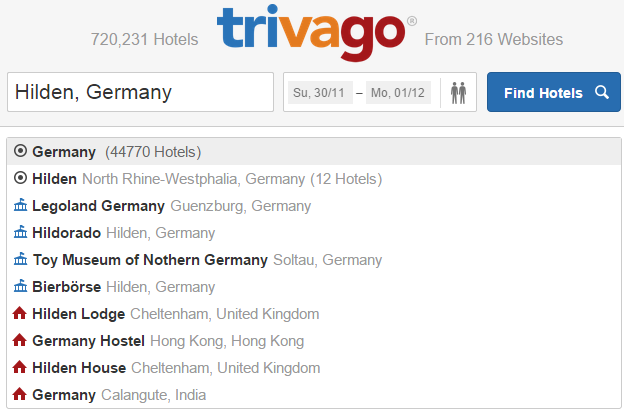 720,231 Hotels trivago® From 216 Websites
Hilden, Germany Su, 30/11 – Mo, 01/12 Find Hotels
Germany (44770 Hotels)
Hilden North Rhine-Westphalia, Germany (12 Hotels)
Legoland Germany Guenzburg, Germany
Hildorado Hilden, Germany
Toy Museum of Nothern Germany Soltau, Germany
Bierbörse Hilden, Germany
Hilden Lodge Cheltenham, United Kingdom
Germany Hostel Hong Kong, Hong Kong
Hilden House Cheltenham, United Kingdom
Germany Calangute, India